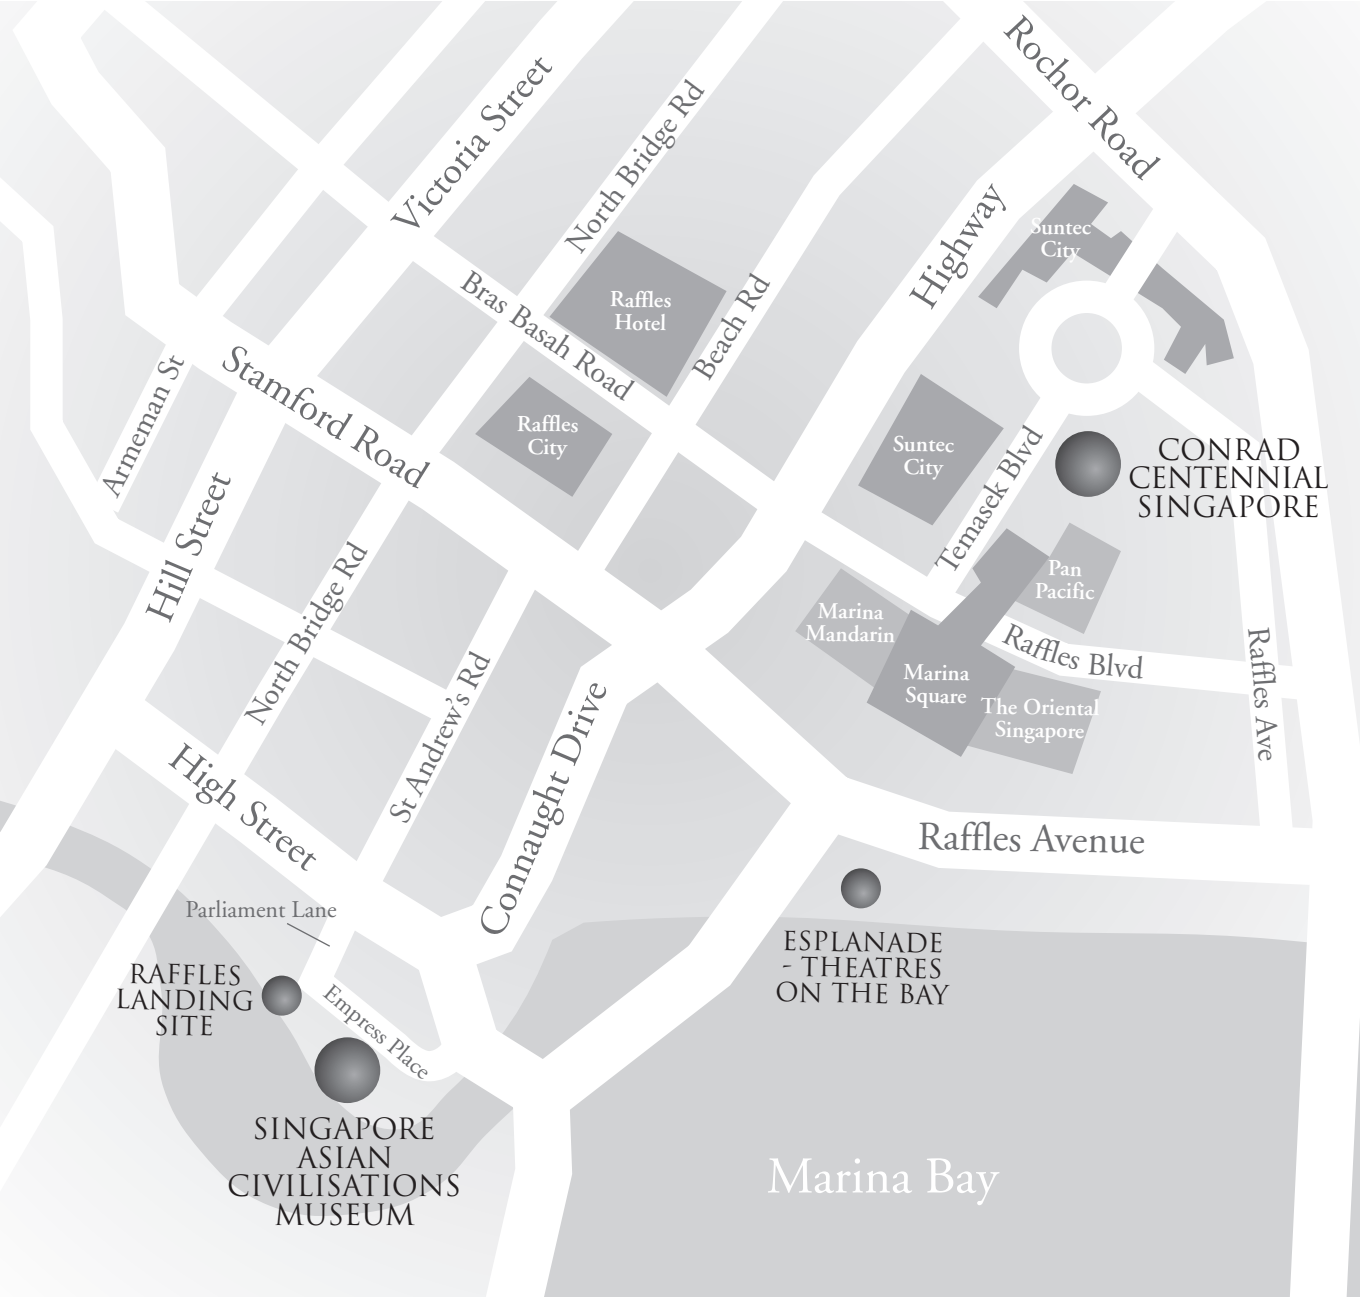 Rochor Road
Victoria Street
North Bridge Rd
Highway
Suntec
City
Bras Basah Road
Raffles
Hotel
Beach Rd
Armeman St
Stamford Road
Raffles
City
Suntec
City
Temasek Blvd
CONRAD
CENTENNIAL
SINGAPORE
Hill Street
North Bridge Rd
Pan
Pacific
Marina
Mandarin
Raffles Blvd
Raffles Ave
St Andrew's Rd
Connaught Drive
Marina
Square
The Oriental
Singapore
High Street
Raffles Avenue
Parliament Lane
ESPLANADE
- THEATRES
ON THE BAY
RAFFLES
LANDING
SITE
Empress Place
SINGAPORE
ASIAN
CIVILISATIONS
MUSEUM
Marina Bay